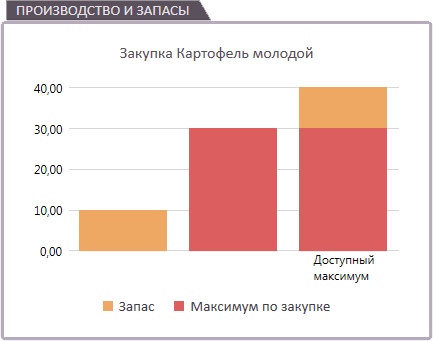 ПРОИЗВОДСТВО И ЗАПАСЫ
Закупка Картофель молодой
40,00
30,00
20,00
10,00
0,00
Доступный
максимум
Запас
Максимум по закупке